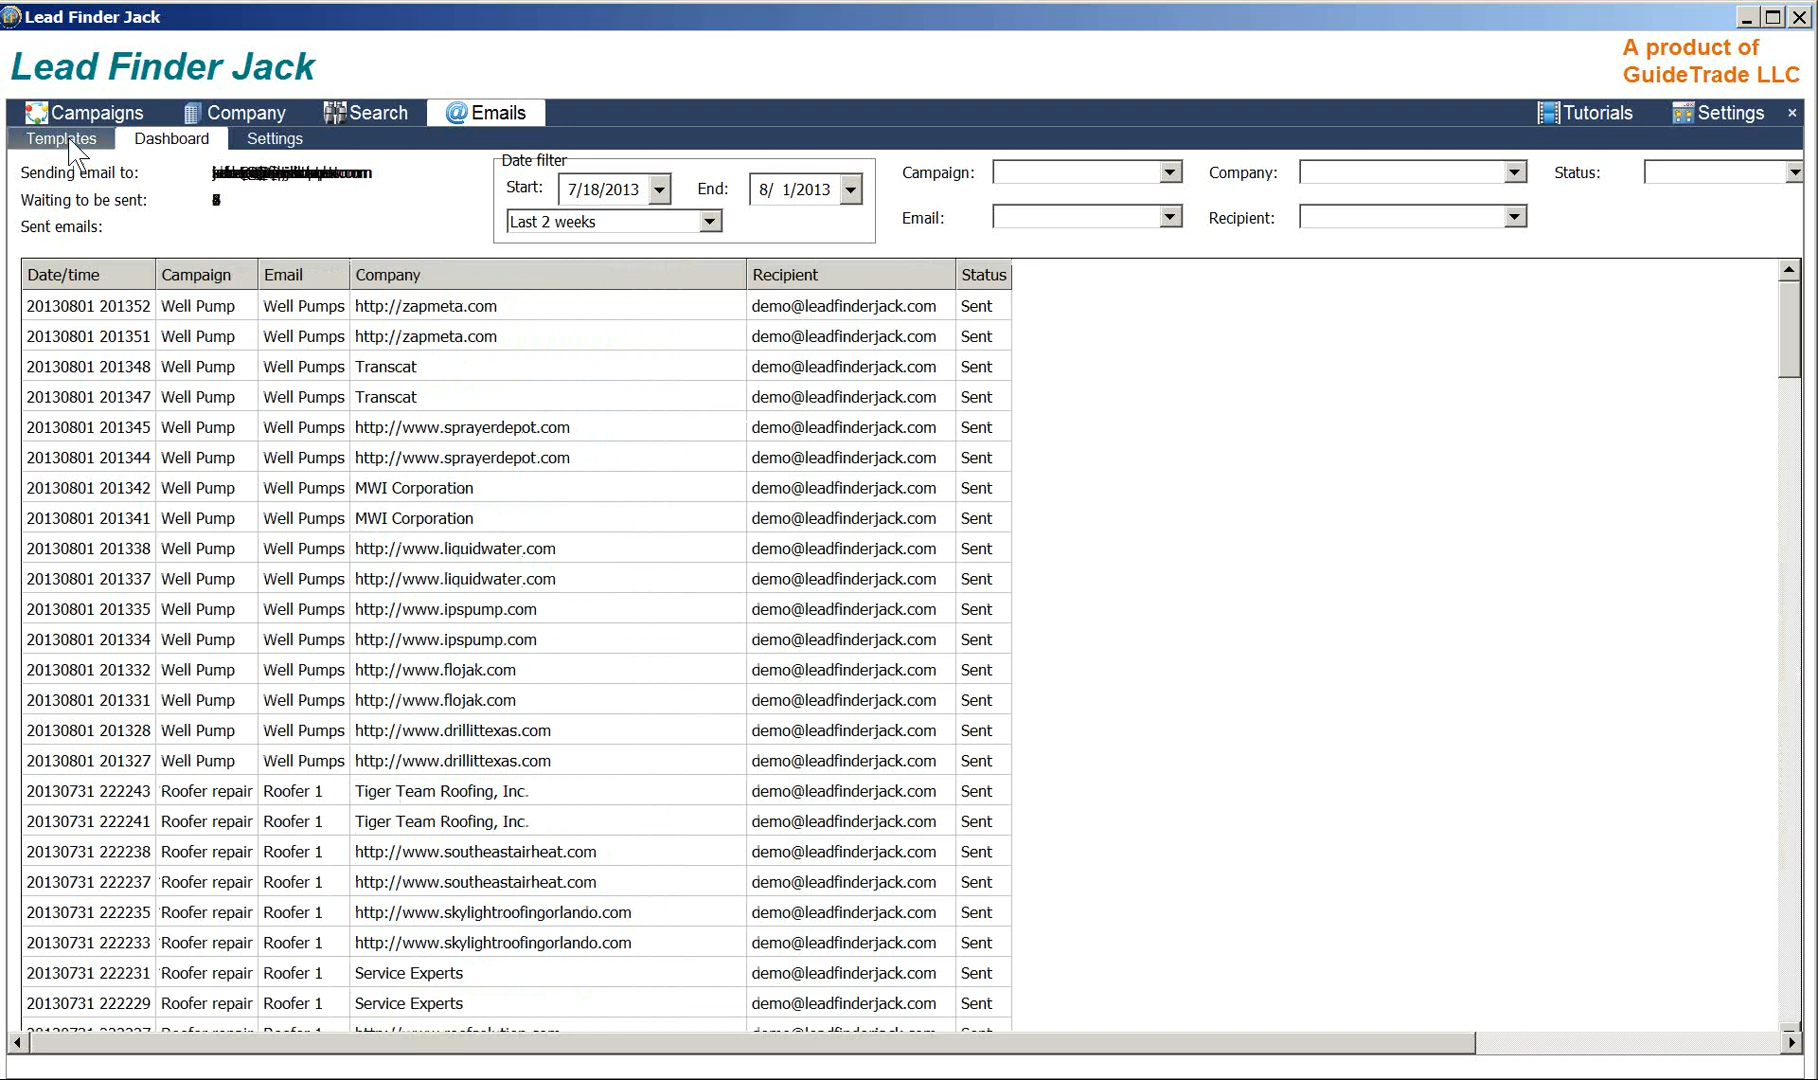 Lead Finder Jack
Lead Finder Jack
A product of
GuideTrade LLC
Campaigns Company Search @Emails Tutorials Settings ×
Templates Dashboard Settings
Sending email to:
Waiting to be sent:
Sent emails:
Date filter
Start: 7/18/2013 End: 8/ 1/2013
Last 2 weeks
Campaign: Company: Status:
Email: Recipient:
Date/time Campaign Email Company Recipient Status
20130801 201352 Well Pump Well Pumps http://zapmeta.com demo@leadfinderjack.com Sent
20130801 201351 Well Pump Well Pumps http://zapmeta.com demo@leadfinderjack.com Sent
20130801 201348 Well Pump Well Pumps Transcat demo@leadfinderjack.com Sent
20130801 201347 Well Pump Well Pumps Transcat demo@leadfinderjack.com Sent
20130801 201345 Well Pump Well Pumps http://www.sprayerdepot.com demo@leadfinderjack.com Sent
20130801 201344 Well Pump Well Pumps http://www.sprayerdepot.com demo@leadfinderjack.com Sent
20130801 201342 Well Pump Well Pumps MWI Corporation demo@leadfinderjack.com Sent
20130801 201341 Well Pump Well Pumps MWI Corporation demo@leadfinderjack.com Sent
20130801 201338 Well Pump Well Pumps http://www.liquidwater.com demo@leadfinderjack.com Sent
20130801 201337 Well Pump Well Pumps http://www.liquidwater.com demo@leadfinderjack.com Sent
20130801 201335 Well Pump Well Pumps http://www.ipspump.com demo@leadfinderjack.com Sent
20130801 201334 Well Pump Well Pumps http://www.ipspump.com demo@leadfinderjack.com Sent
20130801 201332 Well Pump Well Pumps http://www.flojak.com demo@leadfinderjack.com Sent
20130801 201331 Well Pump Well Pumps http://www.flojak.com demo@leadfinderjack.com Sent
20130801 201328 Well Pump Well Pumps http://www.drillittexas.com demo@leadfinderjack.com Sent
20130801 201327 Well Pump Well Pumps http://www.drillittexas.com demo@leadfinderjack.com Sent
20130731 222243 Roofer repair Roofer 1 Tiger Team Roofing, Inc. demo@leadfinderjack.com Sent
20130731 222241 Roofer repair Roofer 1 Tiger Team Roofing, Inc. demo@leadfinderjack.com Sent
20130731 222238 Roofer repair Roofer 1 http://www.southeastairheat.com demo@leadfinderjack.com Sent
20130731 222237 Roofer repair Roofer 1 http://www.southeastairheat.com demo@leadfinderjack.com Sent
20130731 222235 Roofer repair Roofer 1 http://www.skylightroofingorlando.com demo@leadfinderjack.com Sent
20130731 222233 Roofer repair Roofer 1 http://www.skylightroofingorlando.com demo@leadfinderjack.com Sent
20130731 222231 Roofer repair Roofer 1 Service Experts demo@leadfinderjack.com Sent
20130731 222229 Roofer repair Roofer 1 Service Experts demo@leadfinderjack.com Sent